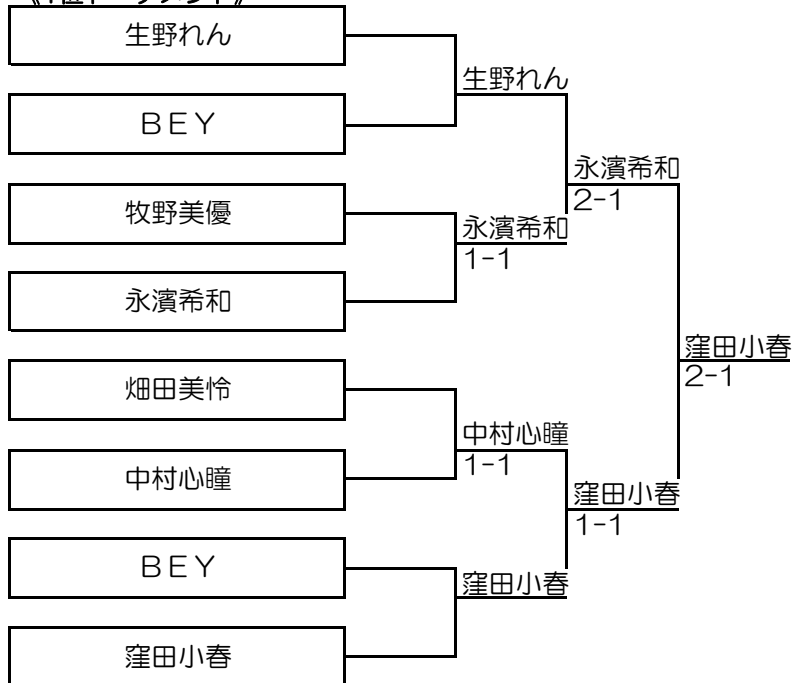 生野れん
生野れん
BEY
永濱希和
2-1
牧野美優
永濱希和
1-1
永濱希和
窪田小春
2-1
畑田美怜
中村心瞳
1-1
中村心瞳
窪田小春
1-1
BEY
窪田小春
窪田小春